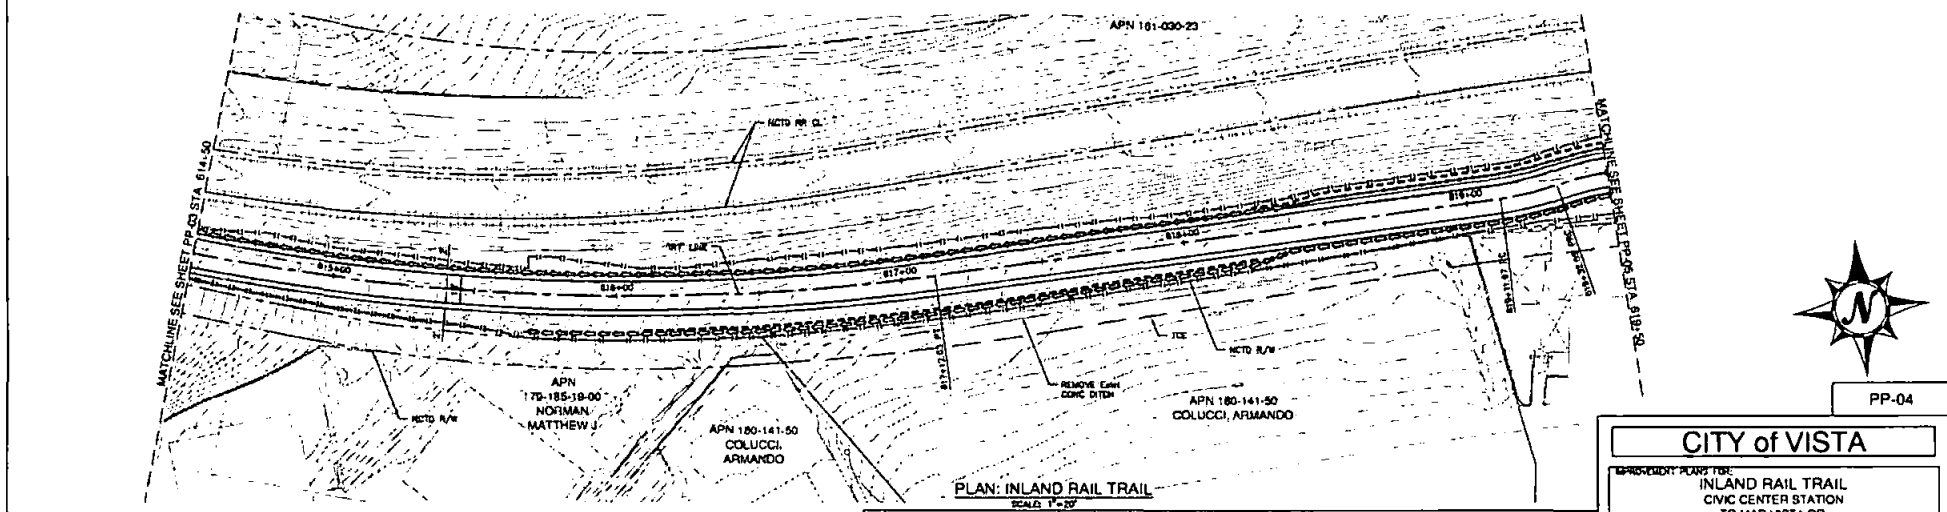 APN 161-030-23
NCTD RR CL
MATCHLINE SEE SHEET PP-03 STA. 614+50
MATCHLINE SEE SHEET PP-05 STA. 619+50
615+00
616+00
617+00
618+00
"IRT" LINE
NCTD R/W
APN
179-185-19-00
NORMAN
MATTHEW J
APN 180-141-50
COLUCCI,
ARMANDO
REMOVE
CONC DITCH
TCE
NCTD R/W
APN 180-141-50
COLUCCI, ARMANDO
PLAN: INLAND RAIL TRAIL
SCALE: 1"=20'
N
PP-04
CITY of VISTA
IMPROVEMENT PLANS FOR:
INLAND RAIL TRAIL
CIVIC CENTER STATION